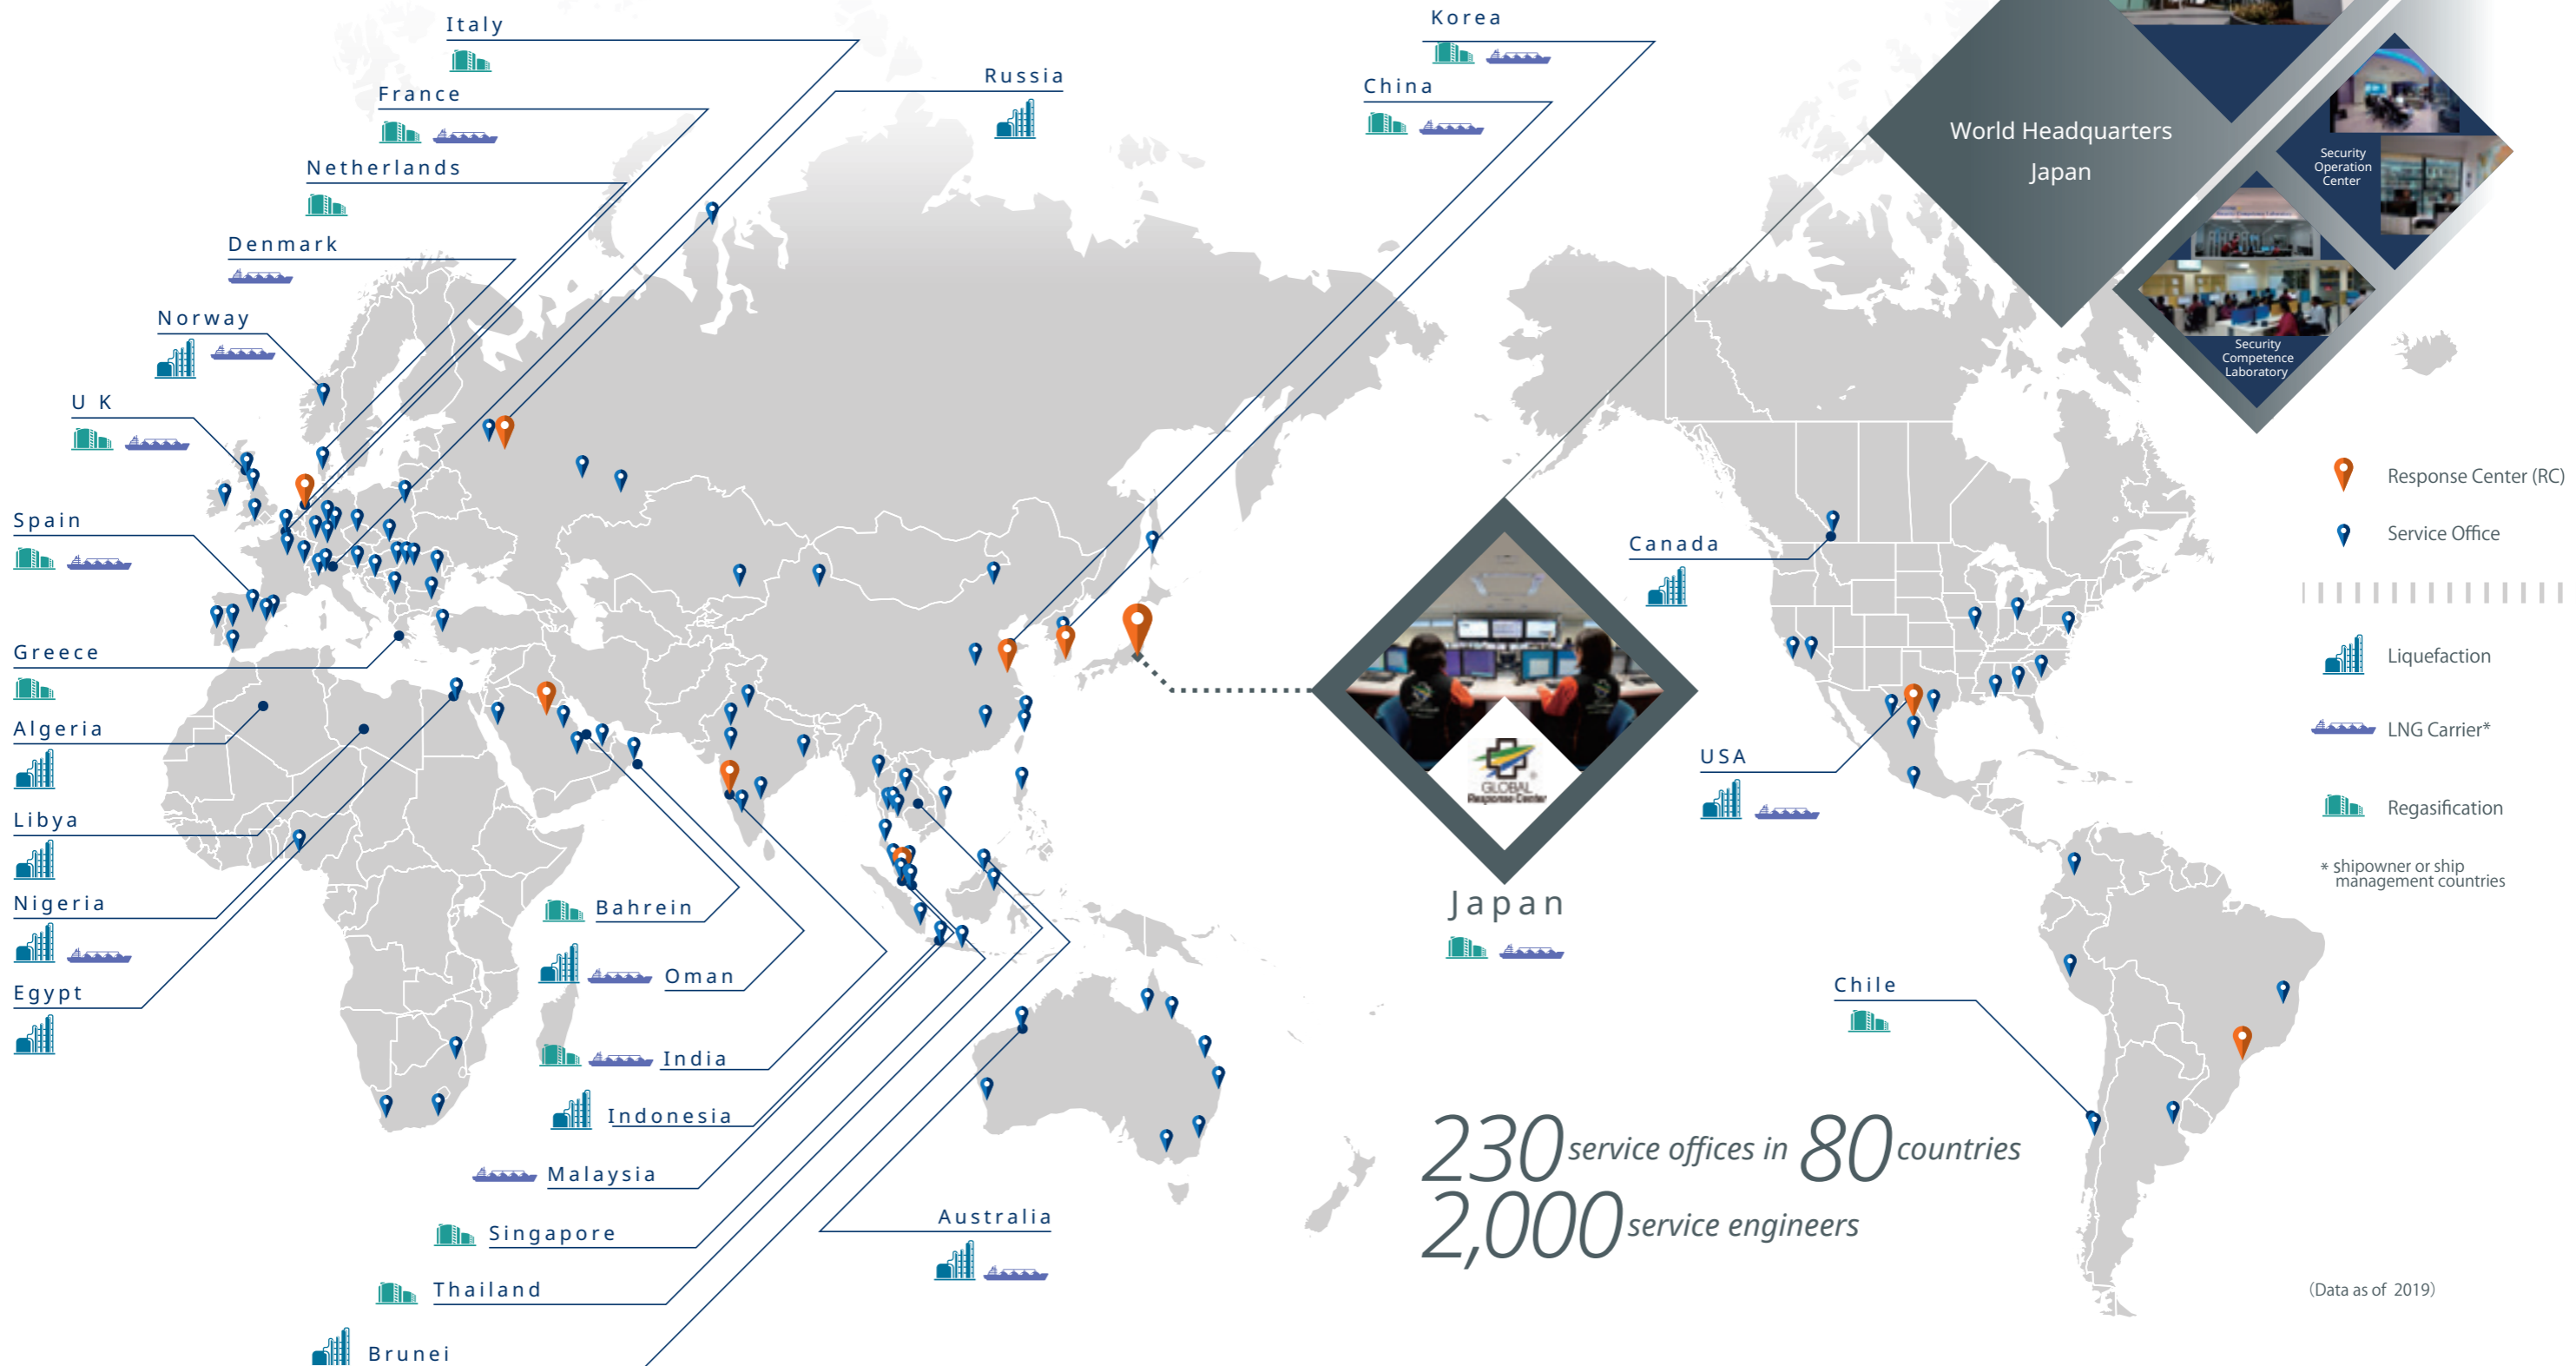 Italy
France
Netherlands
Denmark
Norway
U K
Spain
Greece
Algeria
Libya
Nigeria
Egypt
Russia
Korea
China
World Headquarters
Japan
Security
Operation
Center
Security
Competence
Laboratory
Response Center (RC)
Service Office
Liquefaction
LNG Carrier*
Regasification
* shipowner or ship
management countries
Canada
USA
Chile
GLOBAL
Response Center
Japan
Bahrein
Oman
India
Indonesia
Malaysia
Singapore
Thailand
Brunei
Australia
230 service offices in 80 countries
2,000 service engineers
(Data as of 2019)